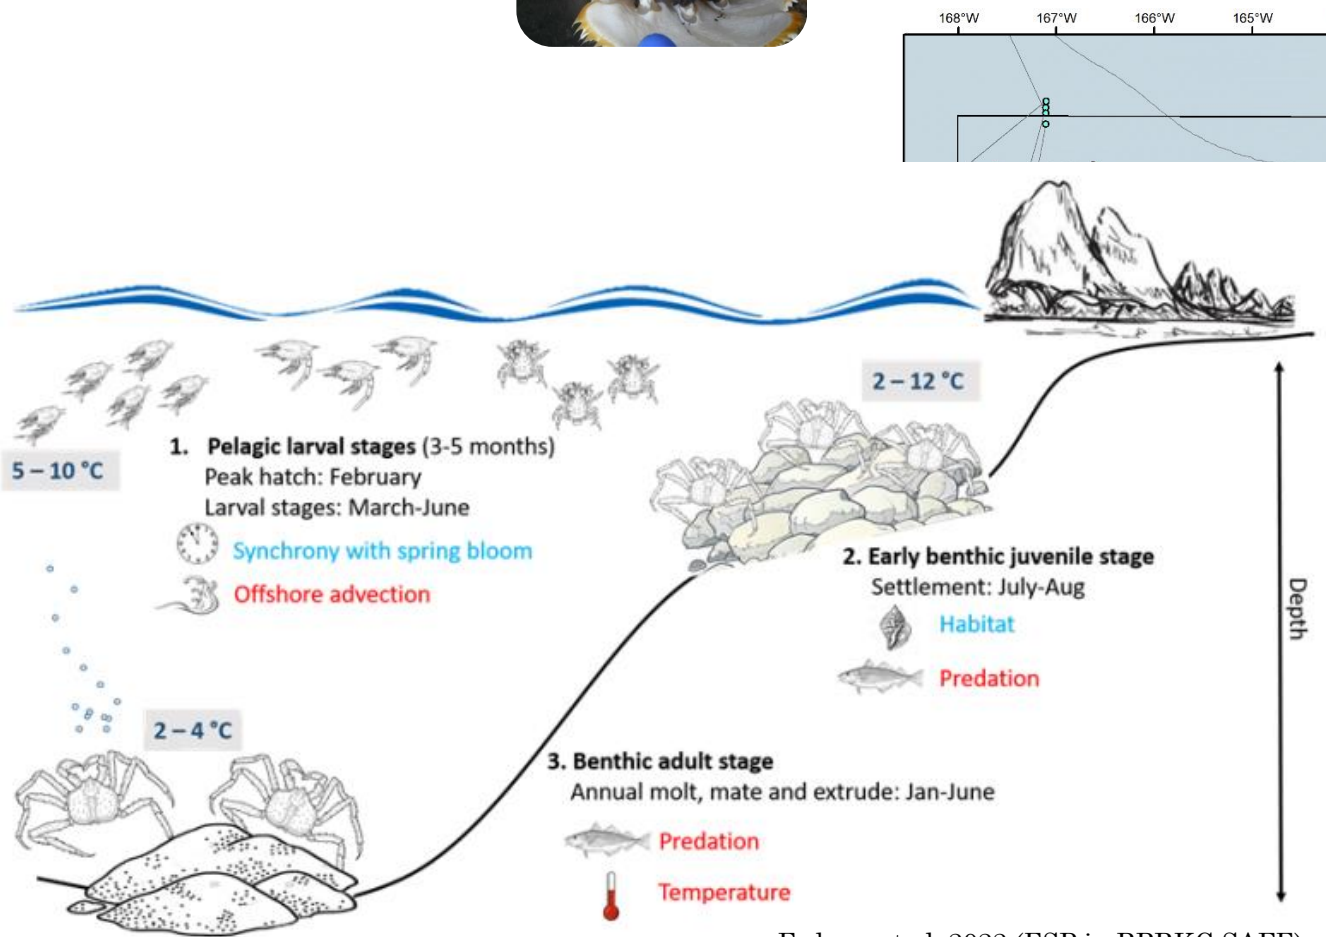 168°W 167°W 166°W 165°W
2 – 12 °C
1. Pelagic larval stages (3-5 months)
5 – 10 °C
Peak hatch: February
Larval stages: March-June
Synchrony with spring bloom
Offshore advection
2. Early benthic juvenile stage
Settlement: July-Aug
Habitat
Predation
Depth
2 – 4 °C
3. Benthic adult stage
Annual molt, mate and extrude: Jan-June
Predation
Temperature